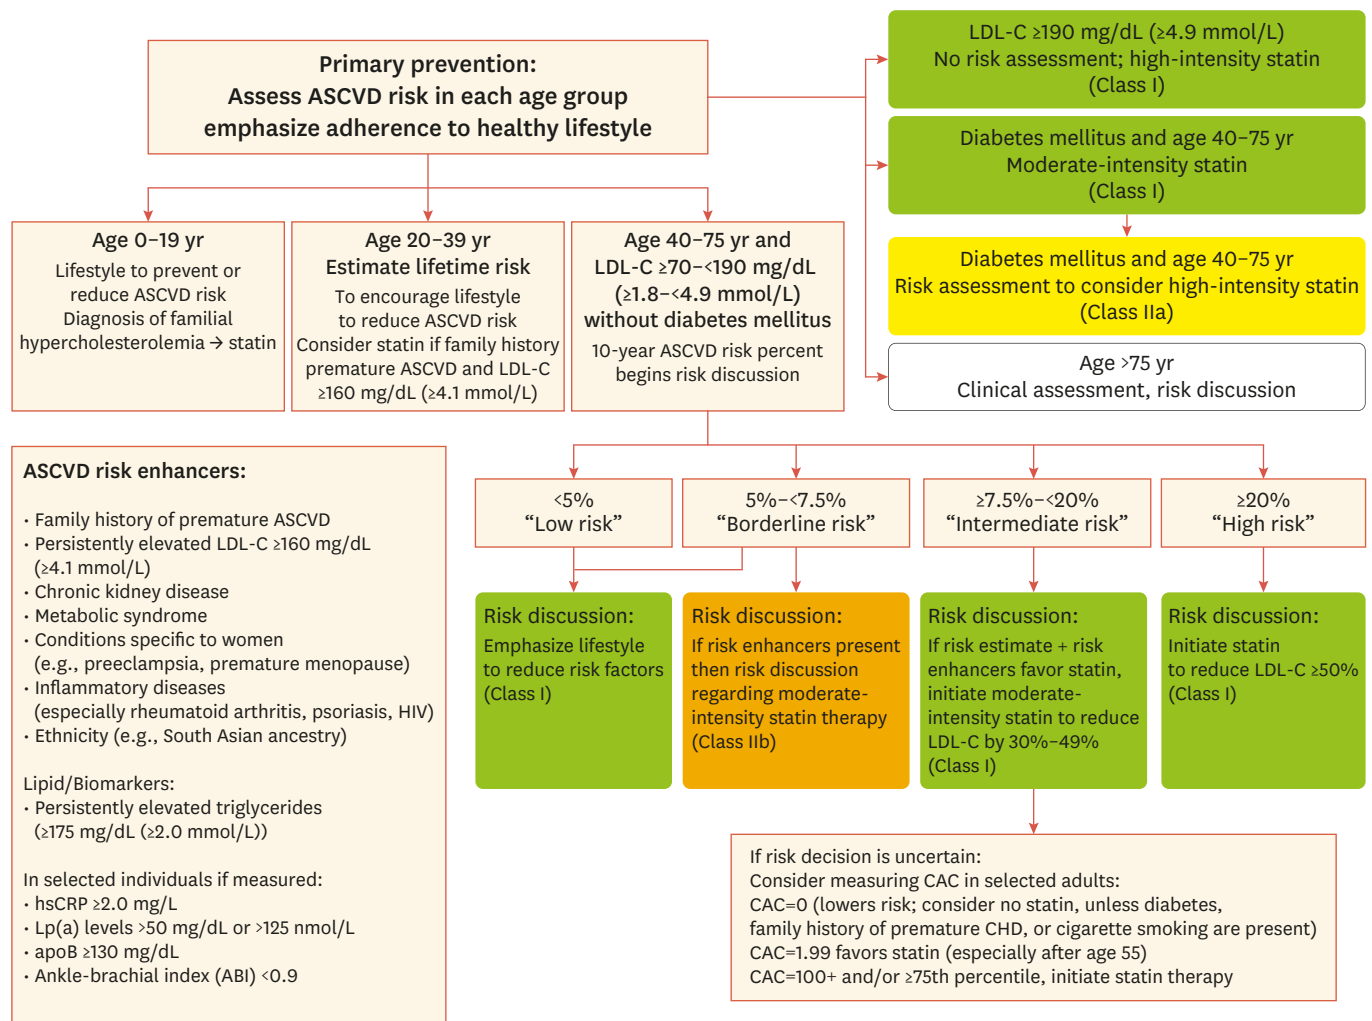 Primary prevention:
Assess ASCVD risk in each age group
emphasize adherence to healthy lifestyle
LDL-C ≥190 mg/dL (≥4.9 mmol/L)
No risk assessment; high-intensity statin
(Class I)
Diabetes mellitus and age 40–75 yr
Moderate-intensity statin
(Class I)
Diabetes mellitus and age 40–75 yr
Risk assessment to consider high-intensity statin
(Class IIa)
Age >75 yr
Clinical assessment, risk discussion
Age 0–19 yr
Lifestyle to prevent or
reduce ASCVD risk
Diagnosis of familial
hypercholesterolemia → statin
Age 20–39 yr
Estimate lifetime risk
To encourage lifestyle
to reduce ASCVD risk
Consider statin if family history
premature ASCVD and LDL-C
≥160 mg/dL (≥4.1 mmol/L)
Age 40–75 yr and
LDL-C ≥70–<190 mg/dL
(≥1.8–<4.9 mmol/L)
without diabetes mellitus
10-year ASCVD risk percent
begins risk discussion
ASCVD risk enhancers:
· Family history of premature ASCVD
· Persistently elevated LDL-C ≥160 mg/dL
(≥4.1 mmol/L)
· Chronic kidney disease
· Metabolic syndrome
· Conditions specific to women
(e.g., preeclampsia, premature menopause)
· Inflammatory diseases
(especially rheumatoid arthritis, psoriasis, HIV)
· Ethnicity (e.g., South Asian ancestry)
Lipid/Biomarkers:
· Persistently elevated triglycerides
(≥175 mg/dL (≥2.0 mmol/L))
In selected individuals if measured:
· hsCRP ≥2.0 mg/L
· Lp(a) levels >50 mg/dL or >125 nmol/L
· apoB ≥130 mg/dL
· Ankle-brachial index (ABI) <0.9
<5%
“Low risk”
5%–<7.5%
“Borderline risk”
≥7.5%–<20%
“Intermediate risk”
≥20%
“High risk”
Risk discussion:
Emphasize lifestyle
to reduce risk factors
(Class I)
Risk discussion:
If risk enhancers present
then risk discussion
regarding moderate-
intensity statin therapy
(Class IIb)
Risk discussion:
If risk estimate + risk
enhancers favor statin,
initiate moderate-
intensity statin to reduce
LDL-C by 30%–49%
(Class I)
Risk discussion:
Initiate statin
to reduce LDL-C ≥50%
(Class I)
If risk decision is uncertain:
Consider measuring CAC in selected adults:
CAC=0 (lowers risk; consider no statin, unless diabetes,
family history of premature CHD, or cigarette smoking are present)
CAC=1.99 favors statin (especially after age 55)
CAC=100+ and/or ≥75th percentile, initiate statin therapy